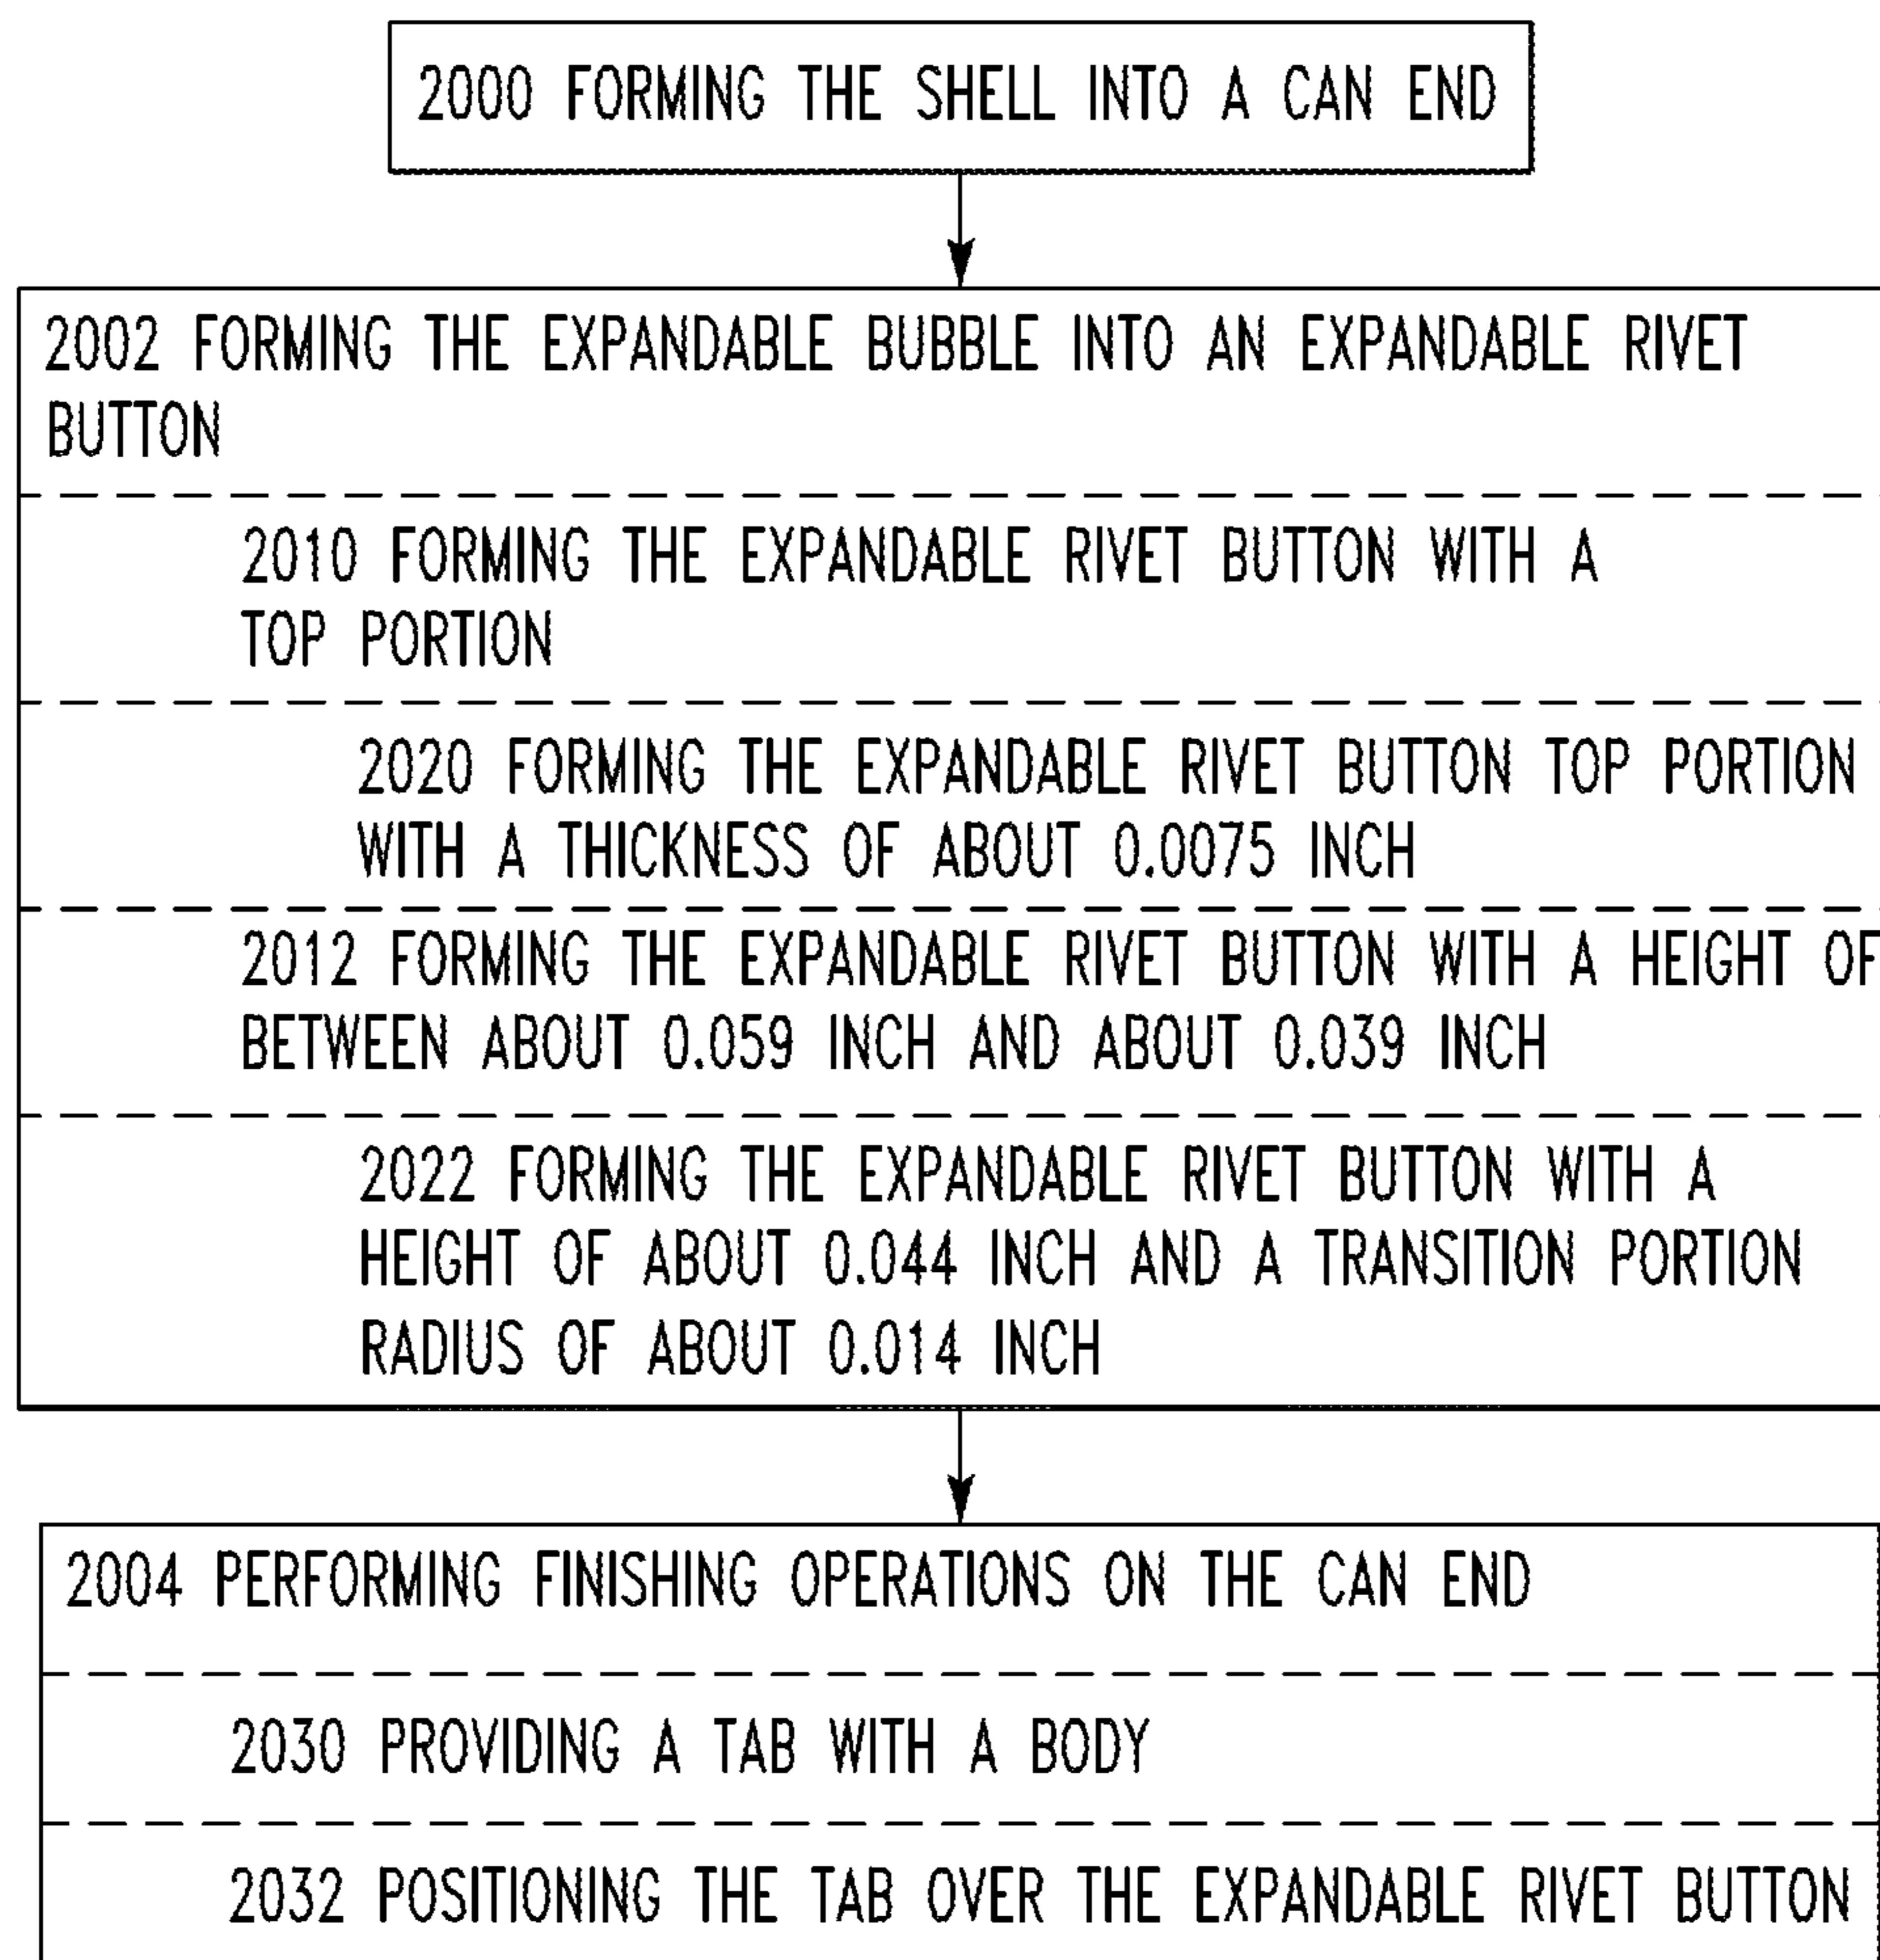 2000 FORMING THE SHELL INTO A CAN END
2002 FORMING THE EXPANDABLE BUBBLE INTO AN EXPANDABLE RIVET
BUTTON
2010 FORMING THE EXPANDABLE RIVET BUTTON WITH A
TOP PORTION
2020 FORMING THE EXPANDABLE RIVET BUTTON TOP PORTION
WITH A THICKNESS OF ABOUT 0.0075 INCH
2012 FORMING THE EXPANDABLE RIVET BUTTON WITH A HEIGHT OF
BETWEEN ABOUT 0.059 INCH AND ABOUT 0.039 INCH
2022 FORMING THE EXPANDABLE RIVET BUTTON WITH A
HEIGHT OF ABOUT 0.044 INCH AND A TRANSITION PORTION
RADIUS OF ABOUT 0.014 INCH
2004 PERFORMING FINISHING OPERATIONS ON THE CAN END
2030 PROVIDING A TAB WITH A BODY
2032 POSITIONING THE TAB OVER THE EXPANDABLE RIVET BUTTON